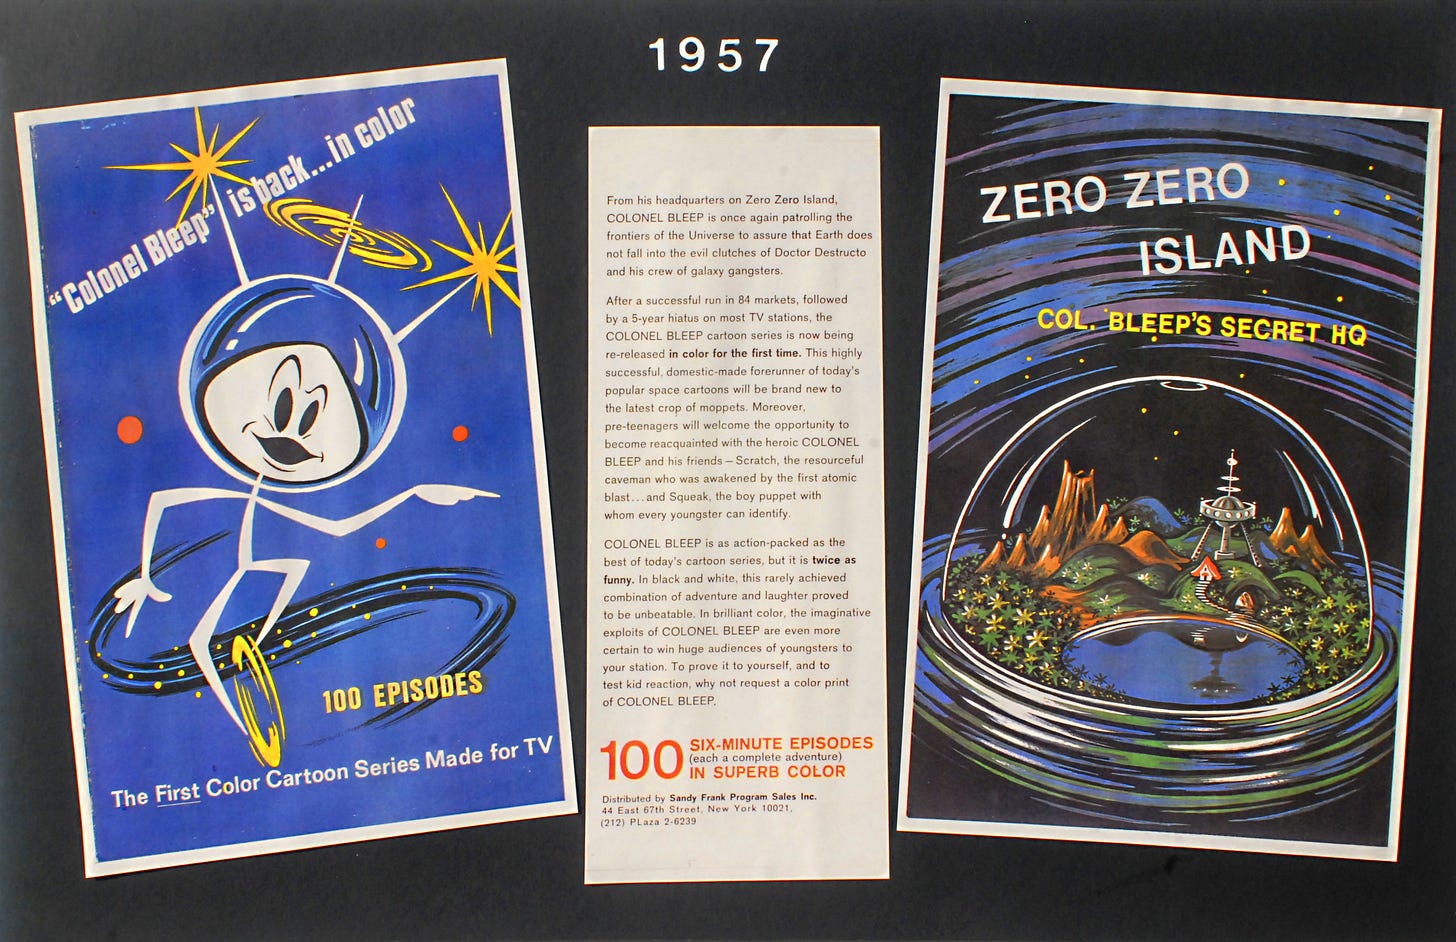 1957
"Colonel Bleep" is back...in color
100 EPISODES
The First Color Cartoon Series Made for TV
From his headquarters on Zero Zero Island,
COLONEL BLEEP is once again patrolling the
frontiers of the Universe to assure that Earth does
not fall into the evil clutches of Doctor Destructo
and his crew of galaxy gangsters.
After a successful run in 84 markets, followed
by a 5-year hiatus on most TV stations, the
COLONEL BLEEP cartoon series is now being
re-released in color for the first time. This highly
successful, domestic-made forerunner of today's
popular space cartoons will be brand new to
the latest crop of moppets. Moreover,
pre-teenagers will welcome the opportunity to
become reacquainted with the heroic COLONEL
BLEEP and his friends—Scratch, the resourceful
caveman who was awakened by the first atomic
blast...and Squeak, the boy puppet with
whom every youngster can identify.
COLONEL BLEEP is as action-packed as the
best of today's cartoon series, but it is twice as
funny. In black and white, this rarely achieved
combination of adventure and laughter proved
to be unbeatable. In brilliant color, the imaginative
exploits of COLONEL BLEEP are even more
certain to win huge audiences of youngsters to
your station. To prove it to yourself, and to
test kid reaction, why not request a color print
of COLONEL BLEEP.
100 SIX-MINUTE EPISODES
(each a complete adventure)
IN SUPERB COLOR
Distributed by Sandy Frank Program Sales Inc.
44 East 67th Street, New York 10021,
(212) PLaza 2-6239
ZERO ZERO
ISLAND
COL. BLEEP'S SECRET HQ